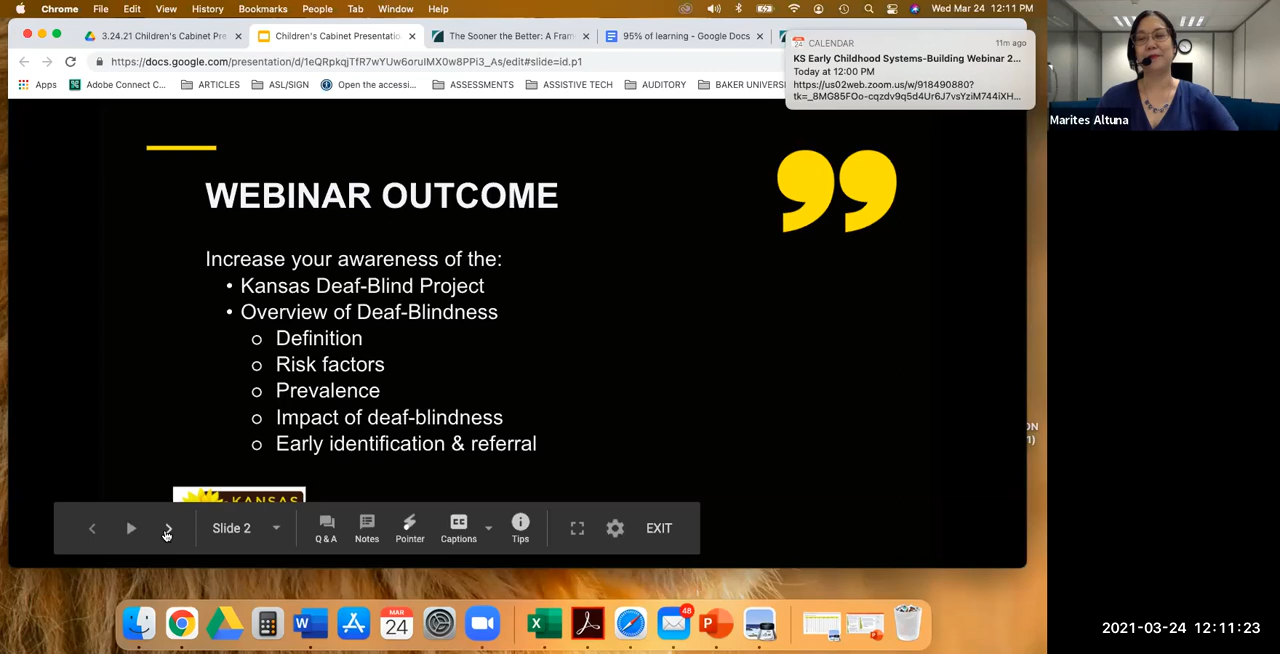 Chrome File Edit View History Bookmarks People Tab Window Help Wed Mar 24 12:11 PM
3.24.21 Children's Cabinet Pre Children's Cabinet Presentatio The Sooner the Better: A Fram 95% of learning - Google Docs
https://docs.google.com/presentation/d/1eQRpkqjTfR7wYUw6oruIMX0w8PPI3_As/edit#slide=id.p1
Apps Adobe Connect C... ARTICLES ASL/SIGN Open the accessi... ASSESSMENTS ASSISTIVE TECH AUDITORY BAKER UNIVERSI
CALENDAR 11m ago
KS Early Childhood Systems-Building Webinar 2...
Today at 12:00 PM
https://us02web.zoom.us/w/918490880?
tk=_8MG85FOo-cqzdv9q5d4Ur6J7vsYziM744iXH...
Marites Altuna
WEBINAR OUTCOME
Increase your awareness of the:
• Kansas Deaf-Blind Project
• Overview of Deaf-Blindness
o Definition
o Risk factors
o Prevalence
o Impact of deaf-blindness
o Early identification & referral
ON
1)
KANSAS
Slide 2 Q & A Notes Pointer Captions Tips EXIT
MAR
24
48
2021-03-24 12:11:23